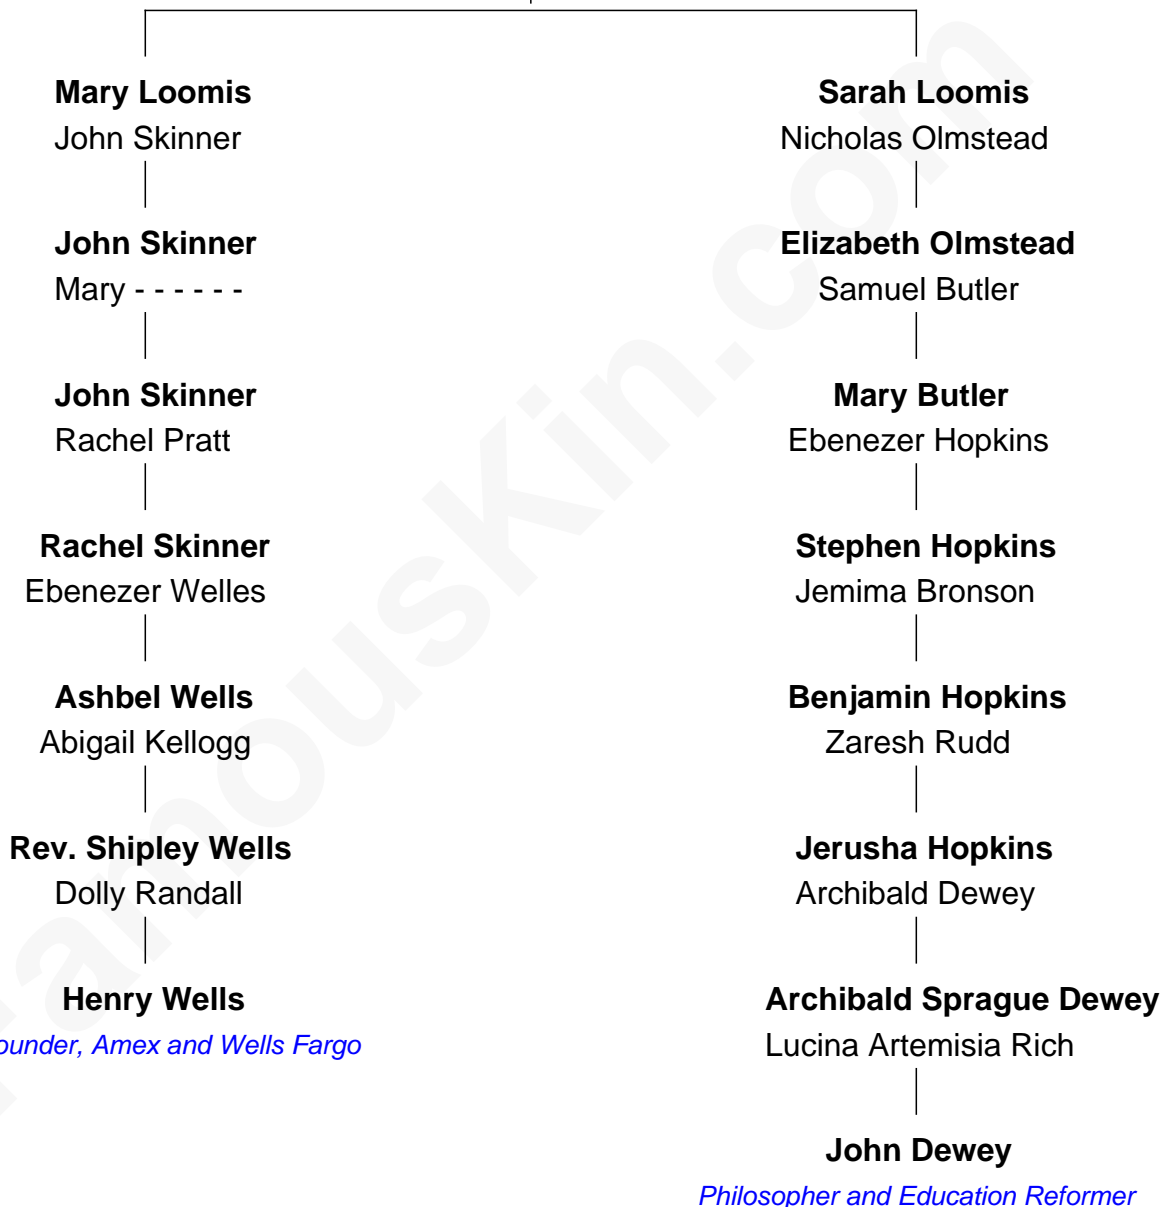 Mary Loomis
John Skinner
John Skinner
Mary - - - - - -
John Skinner
Rachel Pratt
Rachel Skinner
Ebenezer Welles
Ashbel Wells
Abigail Kellogg
Rev. Shipley Wells
Dolly Randall
Henry Wells
ounder, Amex and Wells Fargo
Sarah Loomis
Nicholas Olmstead
Elizabeth Olmstead
Samuel Butler
Mary Butler
Ebenezer Hopkins
Stephen Hopkins
Jemima Bronson
Benjamin Hopkins
Zaresh Rudd
Jerusha Hopkins
Archibald Dewey
Archibald Sprague Dewey
Lucina Artemisia Rich
John Dewey
Philosopher and Education Reformer
FamousKin.com